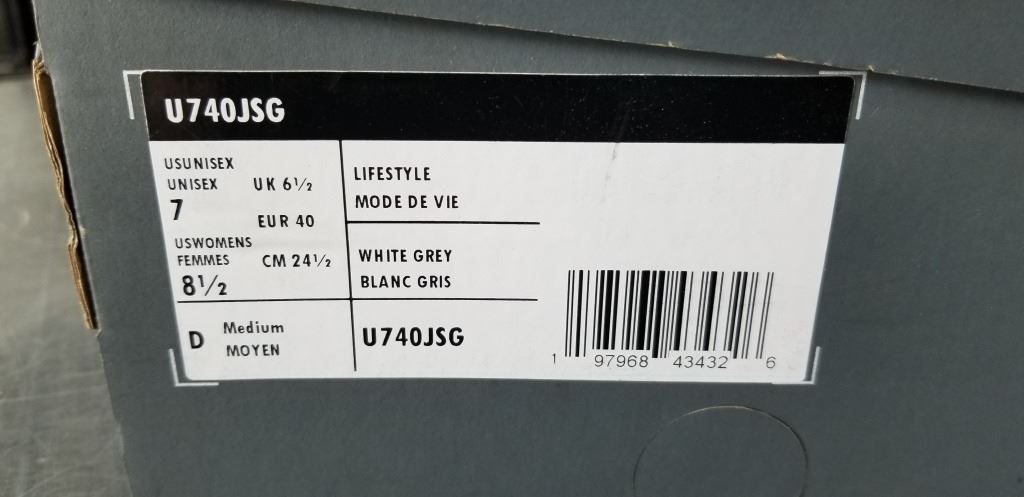 U740JSG
USUNISEX
UNISEX UK 6½
7
EUR 40
USWOMENS
FEMMES CM 24½
8½
D Medium
MOYEN
LIFESTYLE
MODE DE VIE
WHITE GREY
BLANC GRIS
U740JSG
1 97968 43432 6